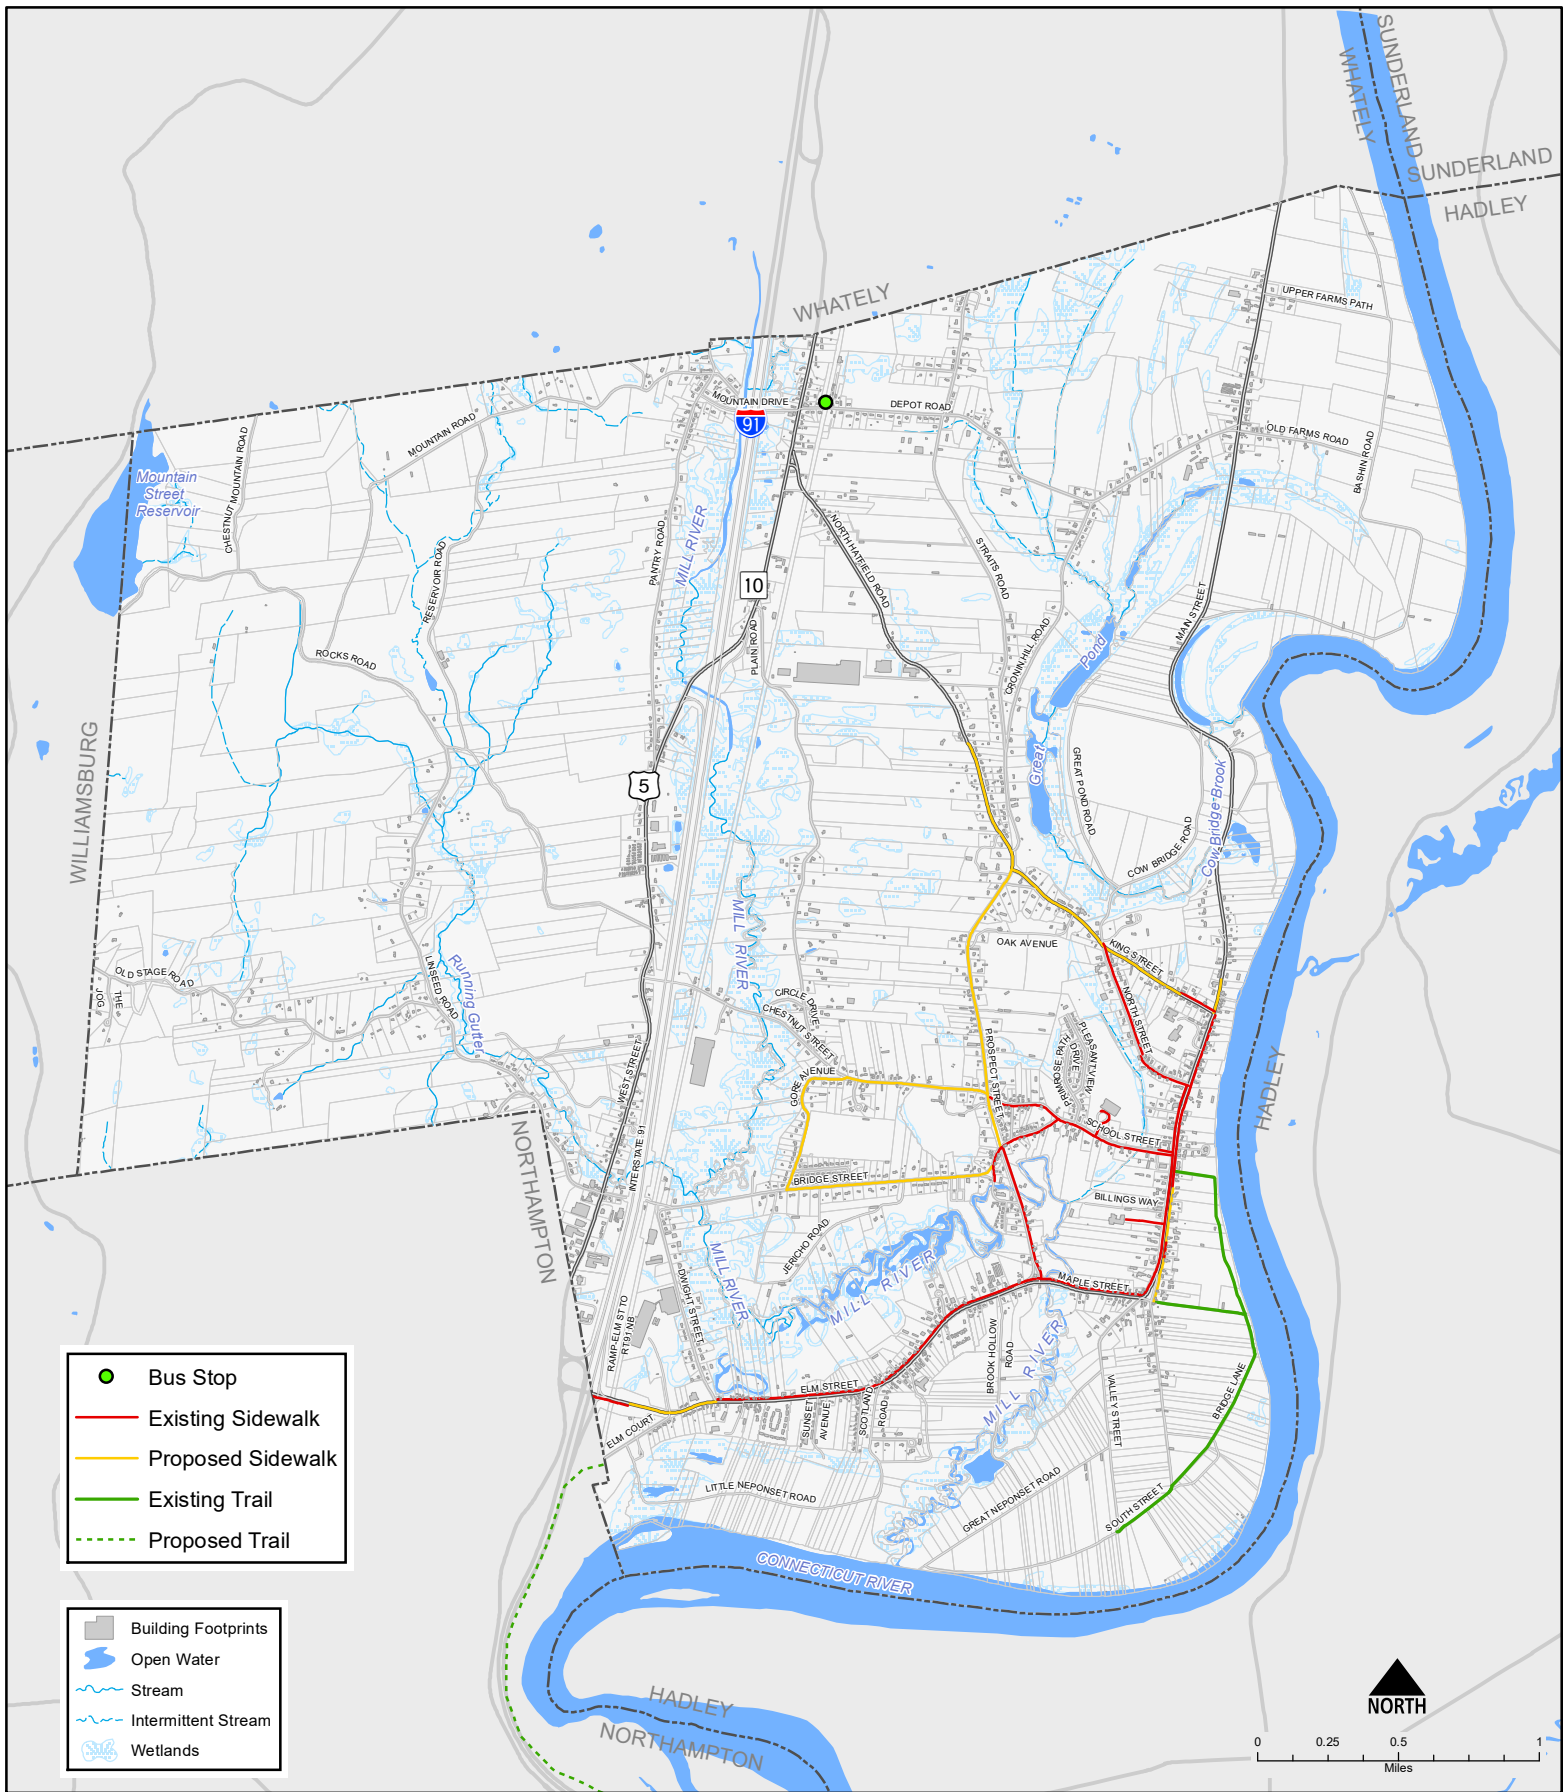 SUNDERLAND
WHATELY
SUNDERLAND
HADLEY
WHATELY
UPPER FARMS PATH
MOUNTAIN DRIVE
DEPOT ROAD
91
OLD FARMS ROAD
BASHIN ROAD
MOUNTAIN ROAD
CHESTNUT MOUNTAIN ROAD
Mountain
Street
Reservoir
MILL RIVER
NORTH HATFIELD ROAD
STRAITS ROAD
PANTRY ROAD
RESERVOIR ROAD
10
MAIN STREET
PLAIN ROAD
CRONIN HILL ROAD
Pond
ROCKS ROAD
WILLIAMSBURG
5
Great
GREAT POND ROAD
COW BRIDGE ROAD
Cow Bridge Brook
MILL RIVER
OAK AVENUE
KING STREET
OLD STAGE ROAD
THE
JOG
LINSEED ROAD
Running Gutter
CIRCLE DRIVE
CHESTNUT STREET
NORTH STREET
PROSPECT STREET
PRIMROSE PATH
PLEASANT VIEW
DRIVE
GORE AVENUE
WEST STREET
HADLEY
NORTHAMPTON
INTERSTATE 91
SCHOOL STREET
BRIDGE STREET
BILLINGS WAY
JERICHO ROAD
MILL RIVER
MILL RIVER
DWIGHT STREET
MAPLE STREET
RAMP-ELM ST TO
RT 91 NB
BROOK HOLLOW
ROAD
MILL RIVER
VALLEY STREET
BRIDGE LANE
ELM STREET
SUNSET
AVENUE
SCOTLAND
ROAD
ELM COURT
LITTLE NEPONSET ROAD
GREAT NEPONSET ROAD
SOUTH STREET
CONNECTICUT RIVER
Bus Stop
Existing Sidewalk
Proposed Sidewalk
Existing Trail
Proposed Trail
Building Footprints
Open Water
Stream
Intermittent Stream
Wetlands
HADLEY
NORTHAMPTON
NORTH
0 0.25 0.5 1
Miles